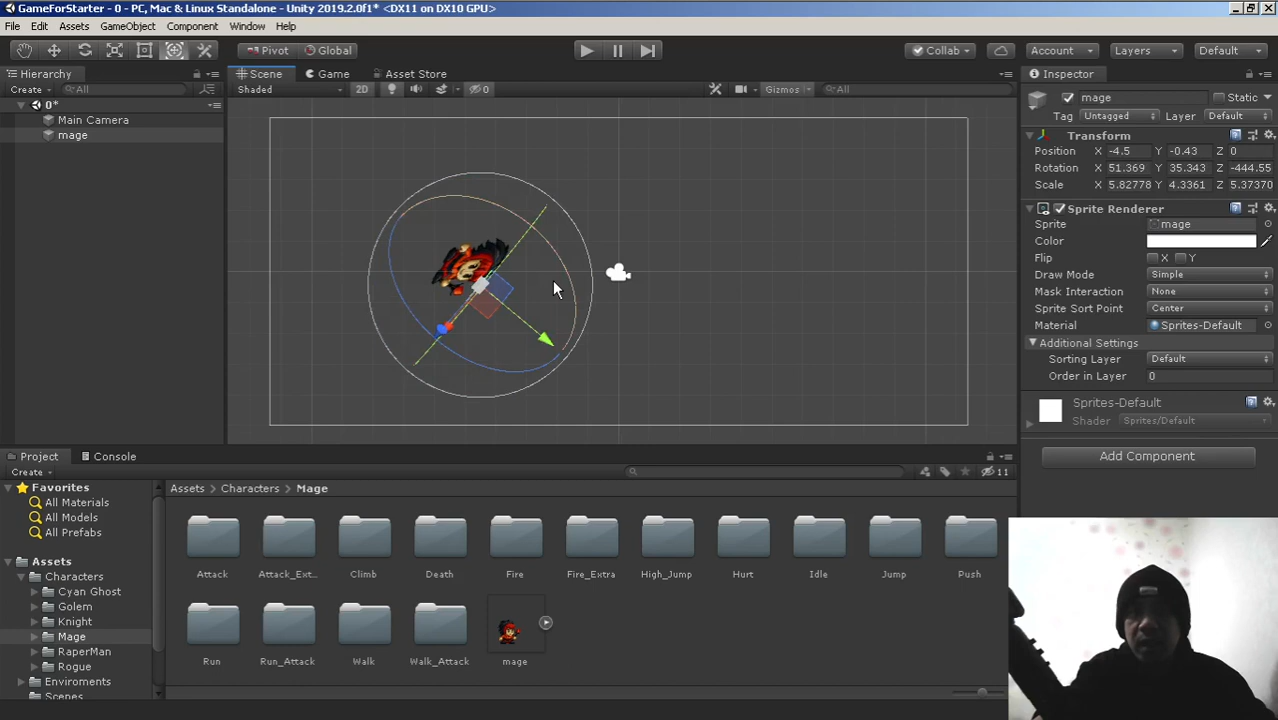 GameForStarter - 0 - PC, Mac & Linux Standalone - Unity 2019.2.0f1* <DX11 on DX10 GPU>
File Edit Assets GameObject Component Window Help
Pivot Global Collab Account Layers Default
Hierarchy Scene Game Asset Store Inspector
Create All Shaded 2D 0 Gizmos All
mage Static
0*
Main Camera
mage
Tag Untagged Layer Default
Transform
Position X -4.5 Y -0.43 Z 0
Rotation X 51.369 Y 35.343 Z -444.55
Scale X 5.82778 Y 4.3361 Z 5.37370
Sprite Renderer
Sprite mage
Color
Flip X Y
Draw Mode Simple
Mask Interaction None
Sprite Sort Point Center
Material Sprites-Default
Additional Settings
Sorting Layer Default
Order in Layer 0
Sprites-Default
Shader Sprites/Default
Add Component
Project Console
Create 11
Favorites
All Materials
All Models
All Prefabs
Assets
Characters
Cyan Ghost
Golem
Knight
Mage
RaperMan
Rogue
Enviroments
Scenes
Assets Characters Mage
Attack Attack_Ext... Climb Death Fire Fire_Extra High_Jump Hurt Idle Jump Push
Run Run_Attack Walk Walk_Attack mage